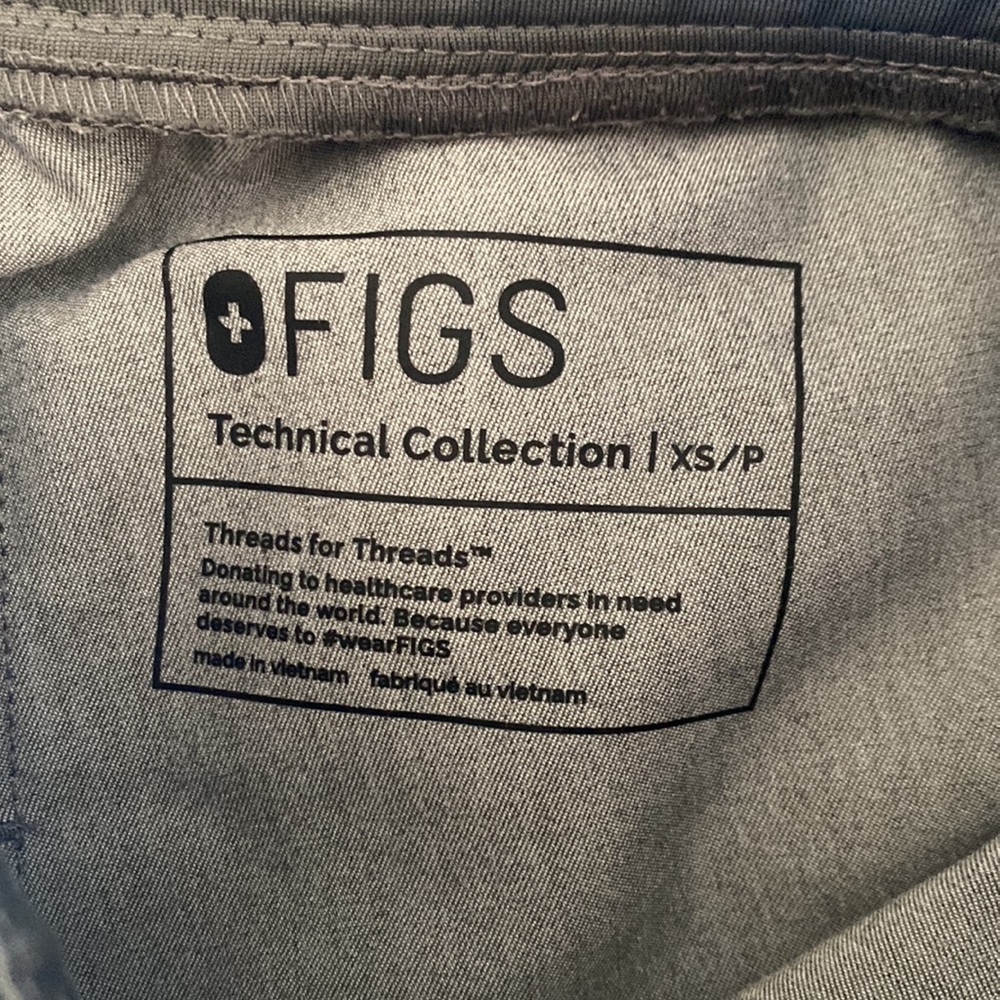 FIGS
Technical Collection | XS/P
Threads for Threads™
Donating to healthcare providers in need
around the world. Because everyone
deserves to #wearFIGS
made in vietnam fabriqué au vietnam